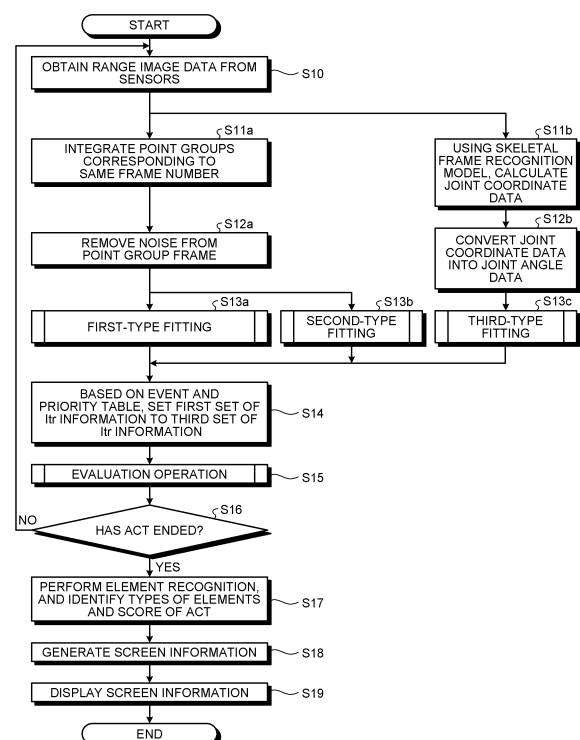 START
OBTAIN RANGE IMAGE DATA FROM
SENSORS
S10
S11a
INTEGRATE POINT GROUPS
CORRESPONDING TO
SAME FRAME NUMBER
S11b
USING SKELETAL
FRAME RECOGNITION
MODEL, CALCULATE
JOINT COORDINATE
DATA
S12a
REMOVE NOISE FROM
POINT GROUP FRAME
S12b
CONVERT JOINT
COORDINATE DATA
INTO JOINT ANGLE
DATA
S13a
FIRST-TYPE FITTING
S13b
SECOND-TYPE
FITTING
S13c
THIRD-TYPE
FITTING
BASED ON EVENT AND
PRIORITY TABLE, SET FIRST SET OF
Itr INFORMATION TO THIRD SET OF
Itr INFORMATION
S14
EVALUATION OPERATION
S15
S16
HAS ACT ENDED?
NO
YES
PERFORM ELEMENT RECOGNITION,
AND IDENTIFY TYPES OF ELEMENTS
AND SCORE OF ACT
S17
GENERATE SCREEN INFORMATION
S18
DISPLAY SCREEN INFORMATION
S19
END